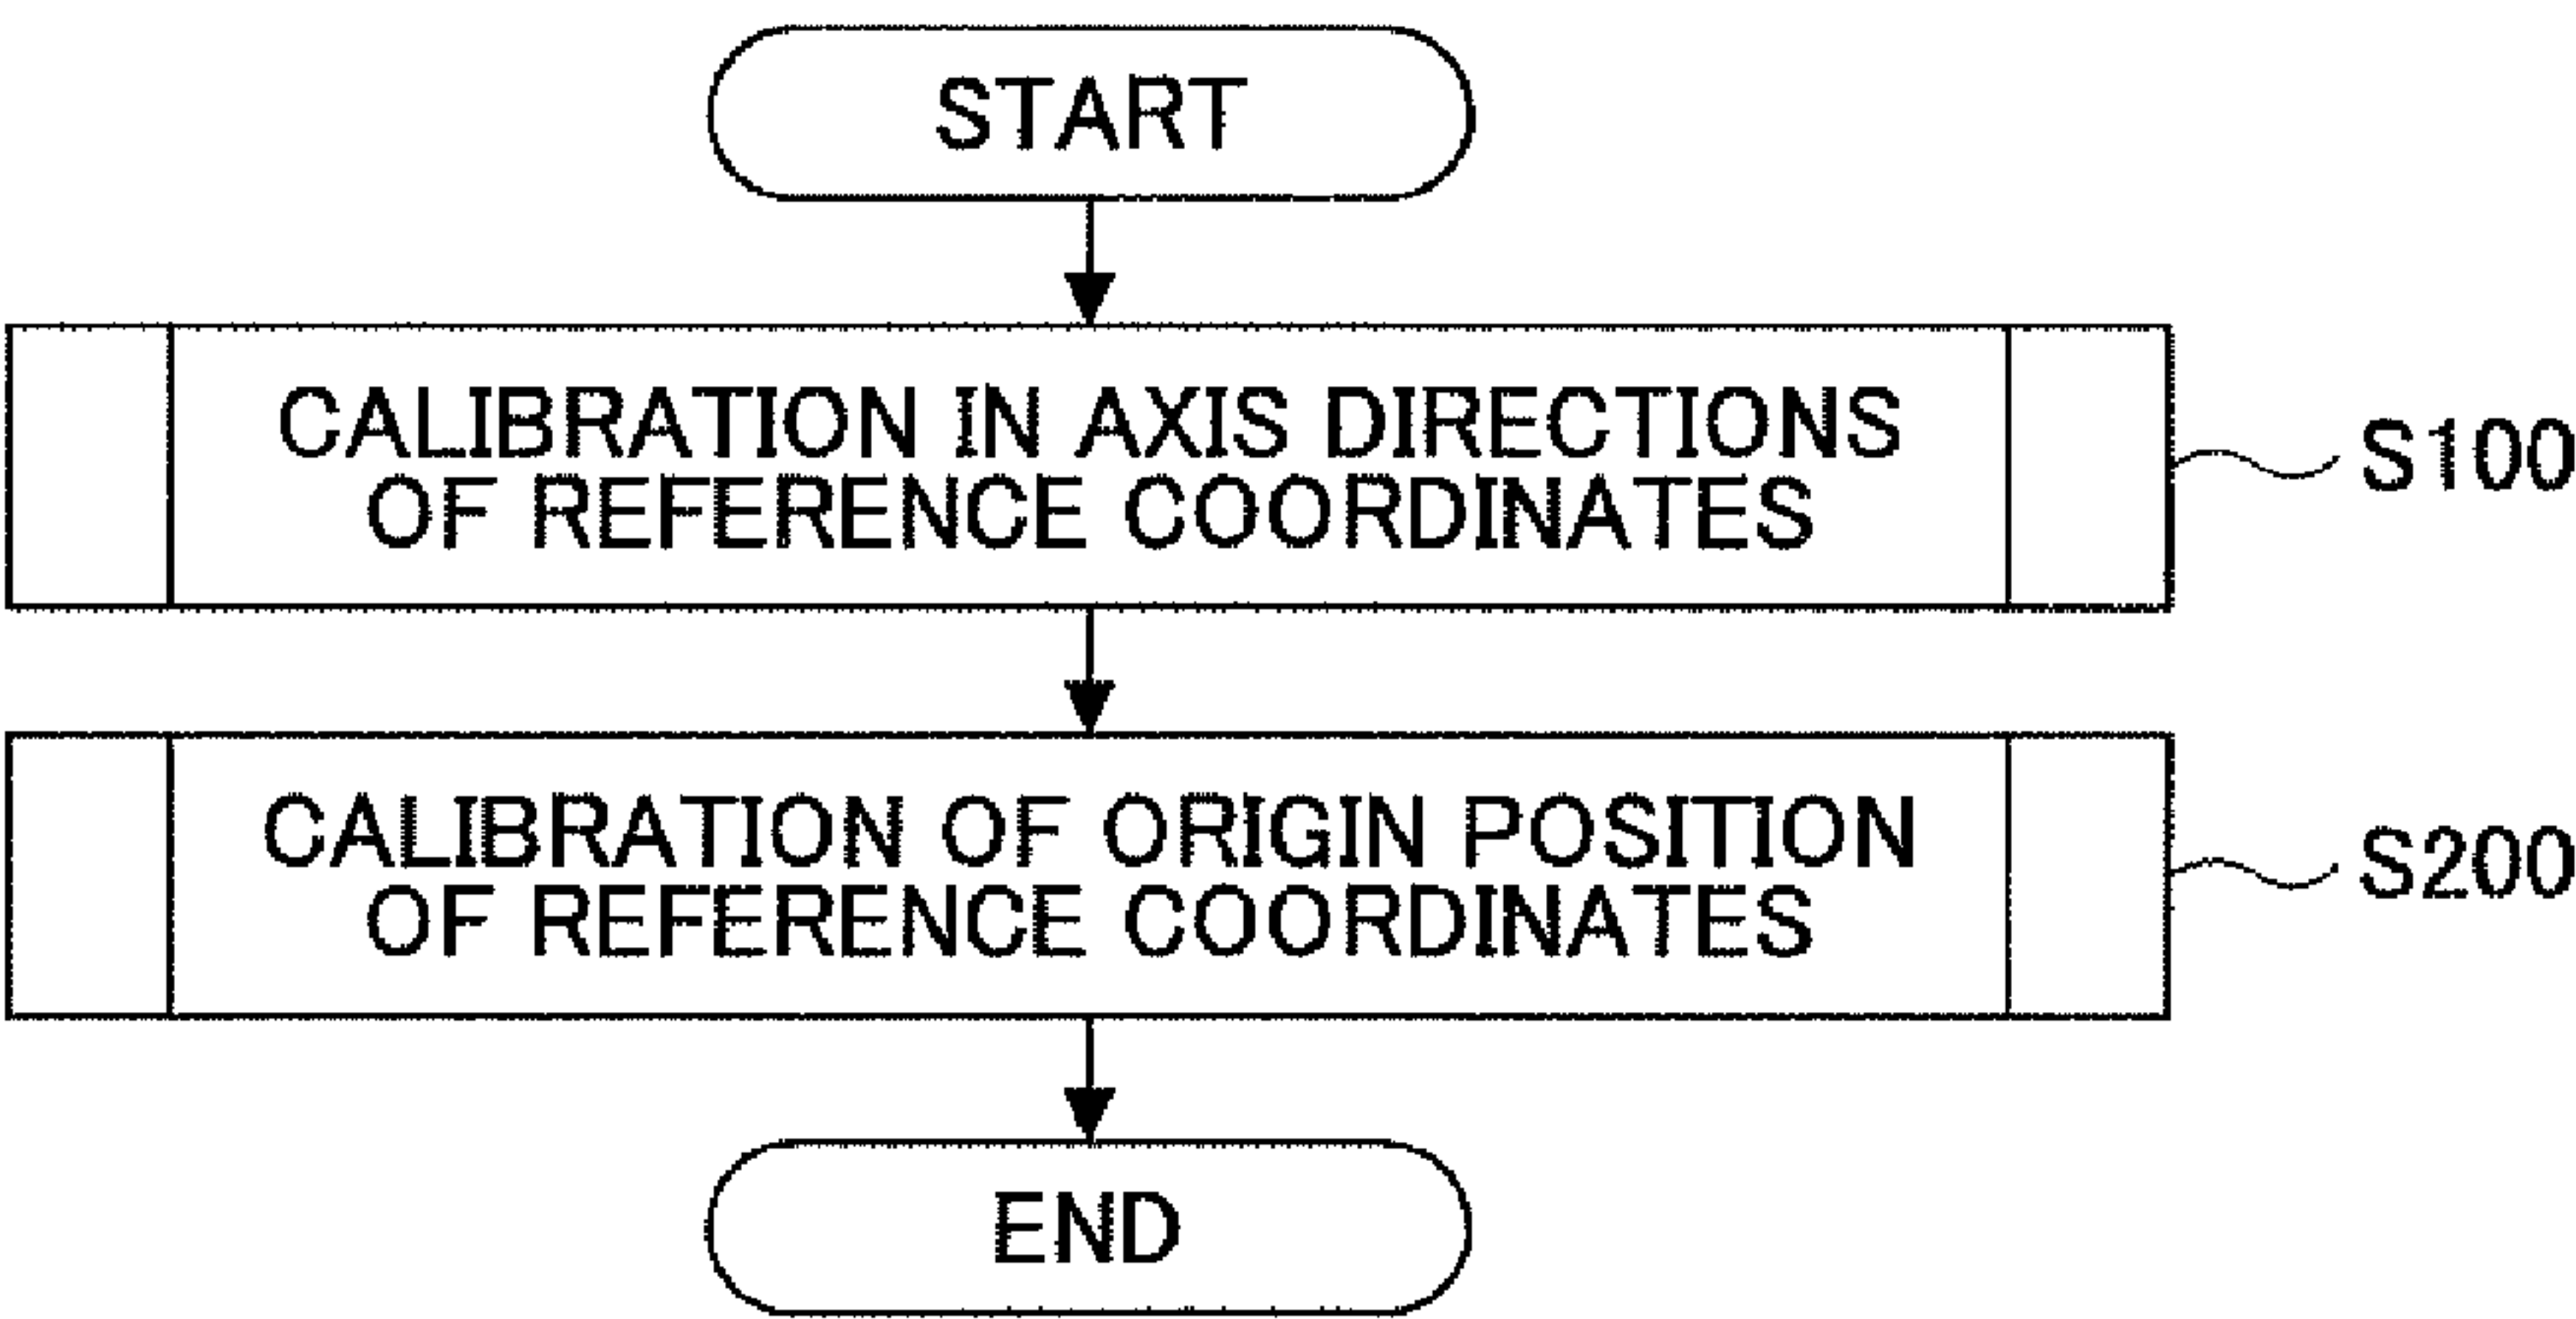 START
CALIBRATION IN AXIS DIRECTIONS
OF REFERENCE COORDINATES
S100
CALIBRATION OF ORIGIN POSITION
OF REFERENCE COORDINATES
S200
END